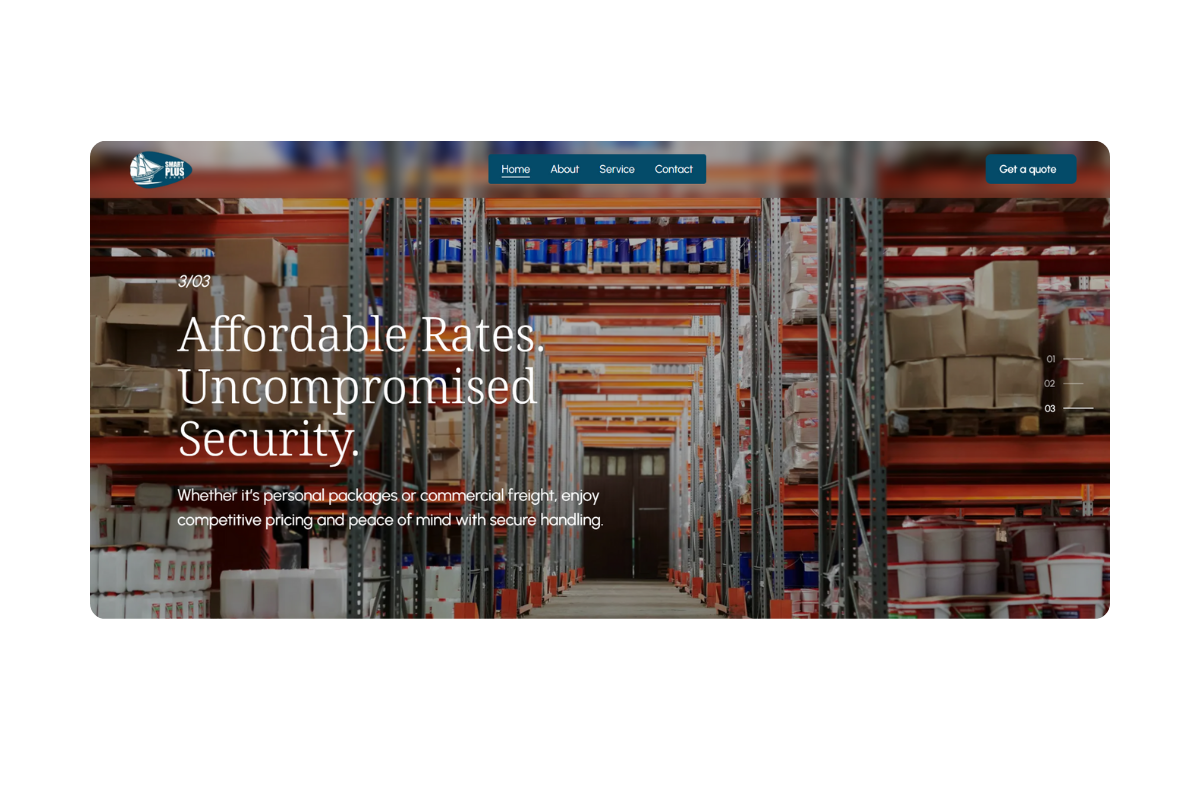 SMART
PLUS
Home
About
Service
Contact
Get a quote
3/03
Affordable Rates.
Uncompromised
Security.
Whether it's personal packages or commercial freight, enjoy
competitive pricing and peace of mind with secure handling.
01
02
03